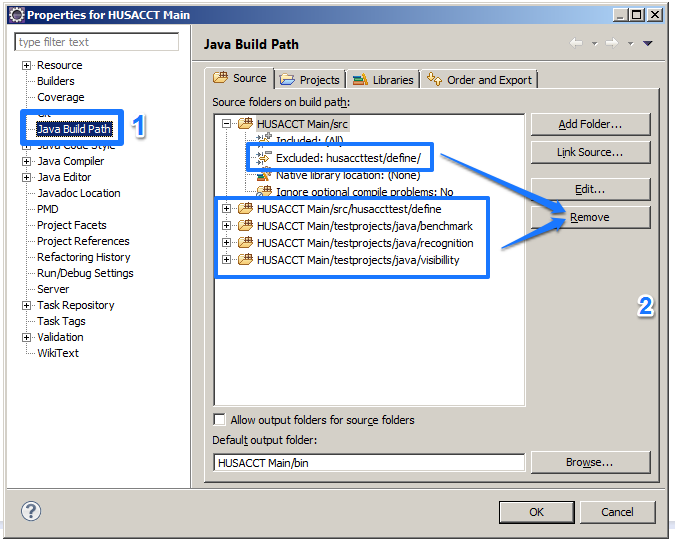 Properties for HUSACCT Main
type filter text
Resource
Builders
Coverage
Git
Java Build Path
1
Java Code Style
Java Compiler
Java Editor
Javadoc Location
PMD
Project Facets
Project References
Refactoring History
Run/Debug Settings
Server
Task Repository
Task Tags
Validation
WikiText
Java Build Path
Source
Projects
Libraries
Order and Export
Source folders on build path:
HUSACCT Main/src
Included: (All)
Excluded: husaccttest/define/
Native library location: (None)
Ignore optional compile problems: No
HUSACCT Main/src/husaccttest/define
HUSACCT Main/testprojects/java/benchmark
HUSACCT Main/testprojects/java/recognition
HUSACCT Main/testprojects/java/visibillity
Add Folder...
Link Source...
Edit...
Remove
2
Allow output folders for source folders
Default output folder:
HUSACCT Main/bin
Browse...
?
OK
Cancel